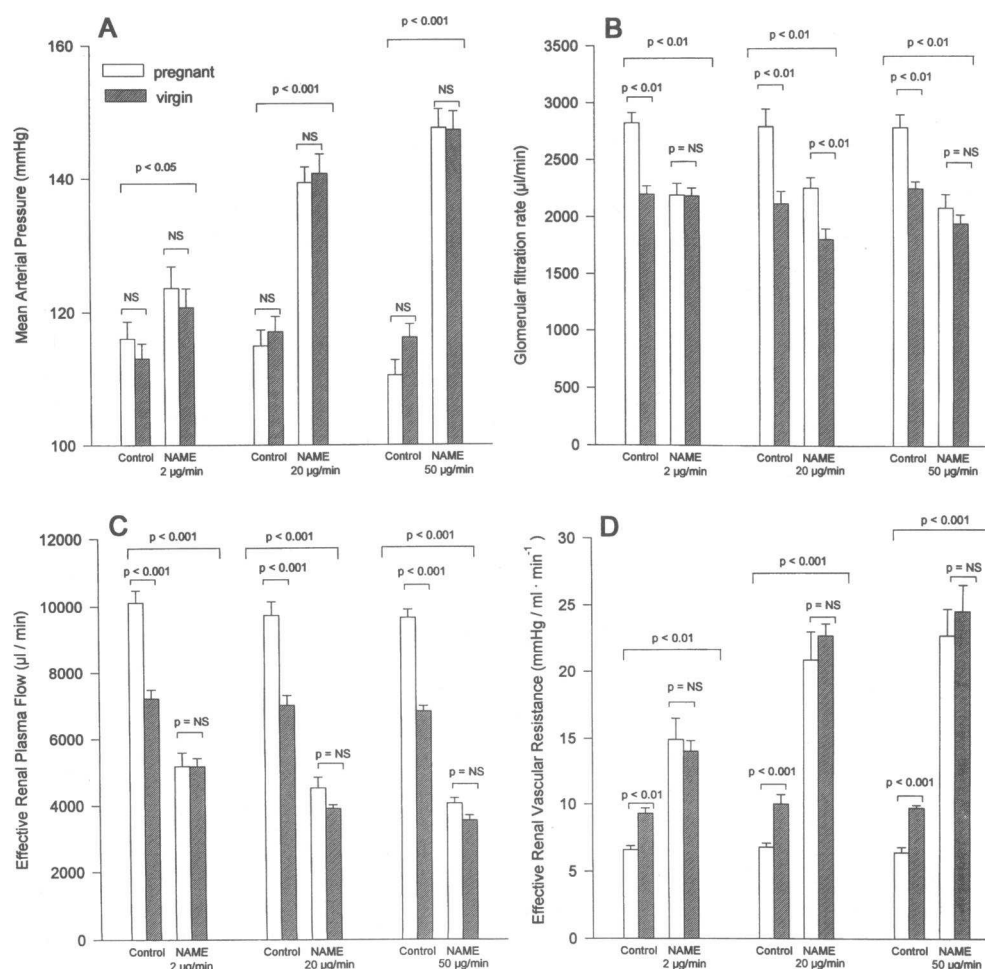 A
160
140
120
100
Mean Arterial Pressure (mmHg)
pregnant
virgin
p < 0.05
p < 0.001
p < 0.001
NS
NS
NS
NS
NS
NS
Control
NAME
2 µg/min
Control
NAME
20 µg/min
Control
NAME
50 µg/min
B
3500
3000
2500
2000
1500
1000
500
0
Glomerular filtration rate (µl/min)
p < 0.01
p < 0.01
p < 0.01
p < 0.01
p = NS
p < 0.01
p < 0.01
p < 0.01
p = NS
Control
NAME
2 µg/min
Control
NAME
20 µg/min
Control
NAME
50 µg/min
C
12000
10000
8000
6000
4000
2000
0
Effective Renal Plasma Flow (µl / min)
p < 0.001
p < 0.001
p < 0.001
p < 0.001
p < 0.001
p < 0.001
p = NS
p = NS
p = NS
Control
NAME
2 µg/min
Control
NAME
20 µg/min
Control
NAME
50 µg/min
D
30
25
20
15
10
5
0
Effective Renal Vascular Resistance (mmHg / ml · min⁻¹ )
p < 0.01
p < 0.001
p < 0.001
p < 0.01
p = NS
p < 0.001
p = NS
p < 0.001
p = NS
Control
NAME
2 µg/min
Control
NAME
20 µg/min
Control
NAME
50 µg/min